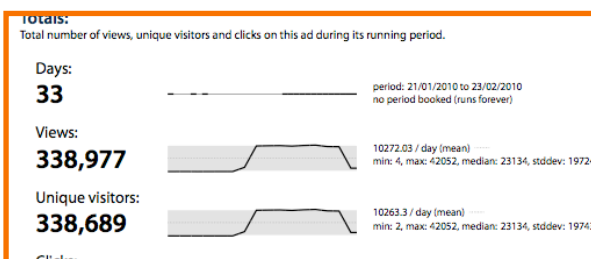 Totals:
Total number of views, unique visitors and clicks on this ad during its running period.
Days:
33
period: 21/01/2010 to 23/02/2010
no period booked (runs forever)
Views:
338,977
10272.03 / day (mean)
min: 4, max: 42052, median: 23134, stddev: 1972
Unique visitors:
338,689
10263.3 / day (mean)
min: 2, max: 42052, median: 23134, stddev: 1974
Clicks: